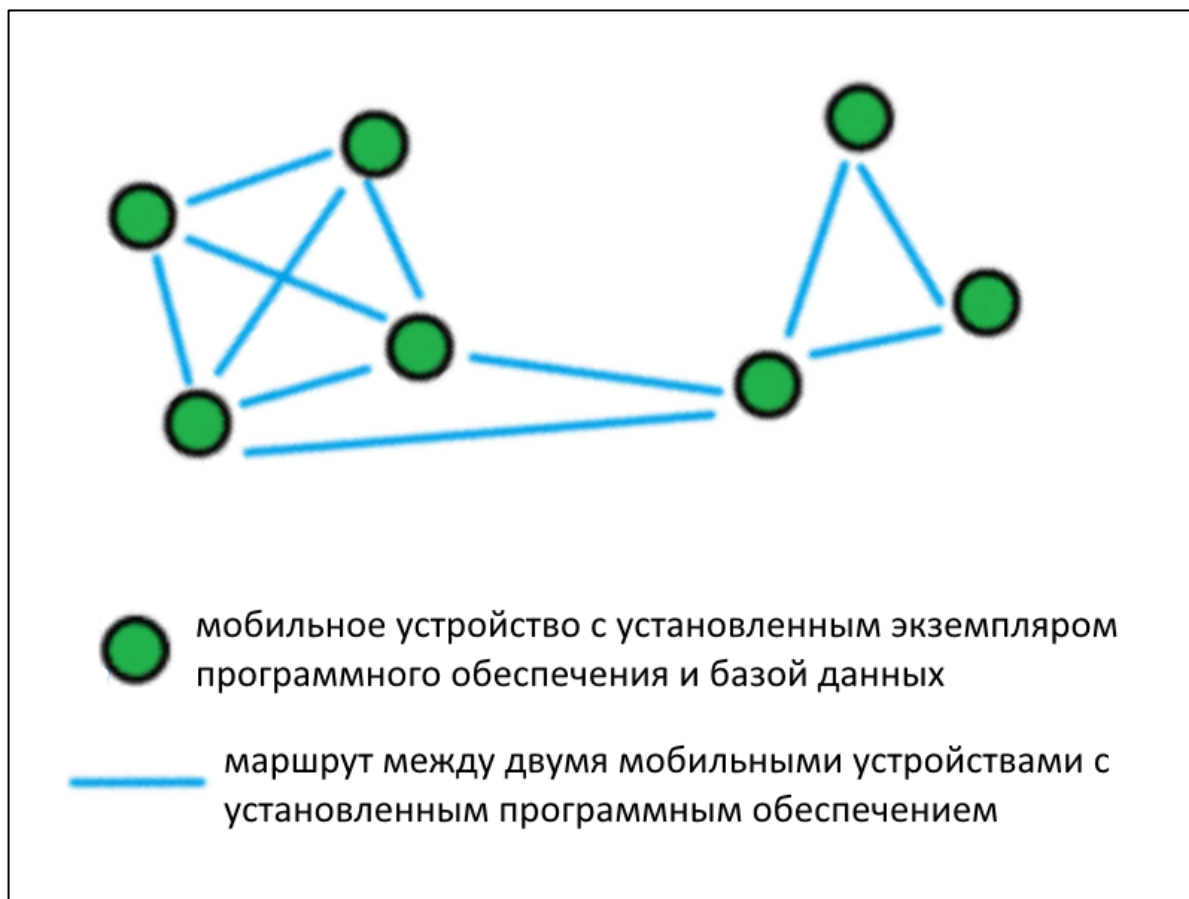 мобильное устройство с установленным экземпляром
программного обеспечения и базой данных
маршрут между двумя мобильными устройствами с
установленным программным обеспечением